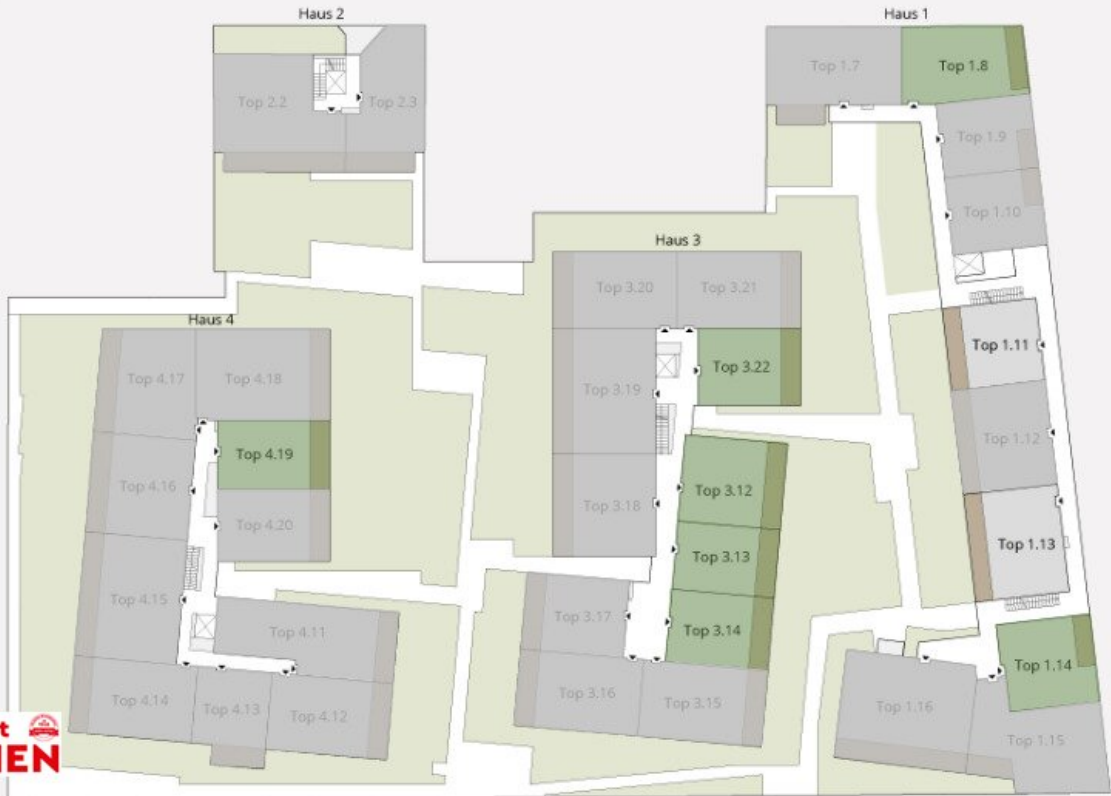 Haus 2
Haus 1
Top 1.7
Top 1.8
Top 2.2
Top 2.3
Top 1.9
Top 1.10
Haus 3
Top 3.20
Top 3.21
Haus 4
Top 1.11
Top 4.17
Top 4.18
Top 3.22
Top 3.19
Top 1.12
Top 4.19
Top 4.16
Top 3.12
Top 3.18
Top 4.20
Top 1.13
Top 3.13
Top 4.15
Top 3.17
Top 4.11
Top 3.14
Top 1.14
Top 4.14
Top 4.13
Top 4.12
Top 3.16
Top 3.15
Top 1.16
Top 1.15
t
IEN